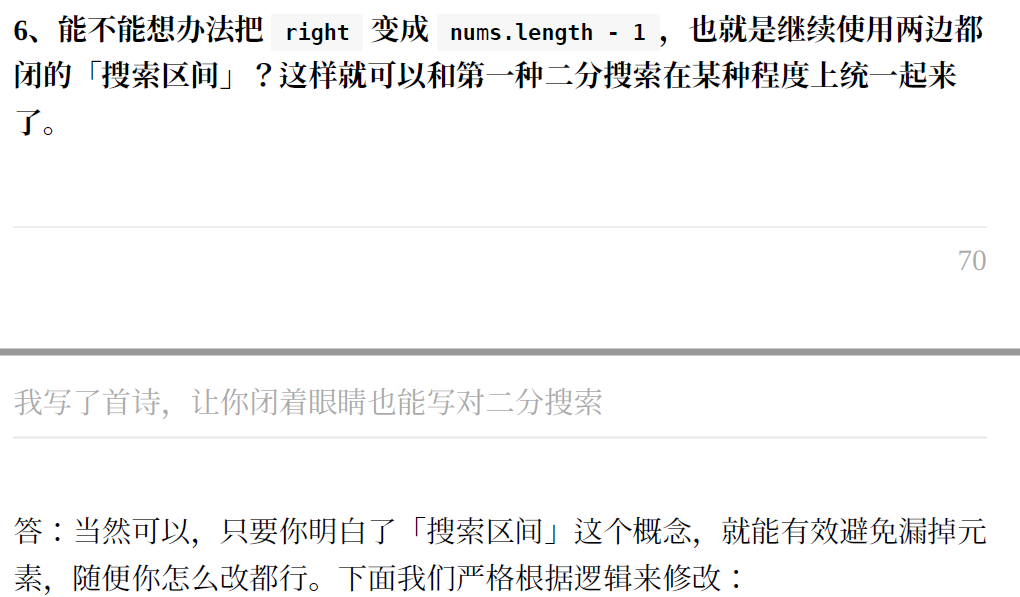 6、能不能想办法把 right 变成 nums.length - 1 ，也就是继续使用两边都
闭的「搜索区间」？这样就可以和第一种二分搜索在某种程度上统一起来
了。
70
我写了首诗，让你闭着眼睛也能写对二分搜索
答：当然可以，只要你明白了「搜索区间」这个概念，就能有效避免漏掉元
素，随便你怎么改都行。下面我们严格根据逻辑来修改：